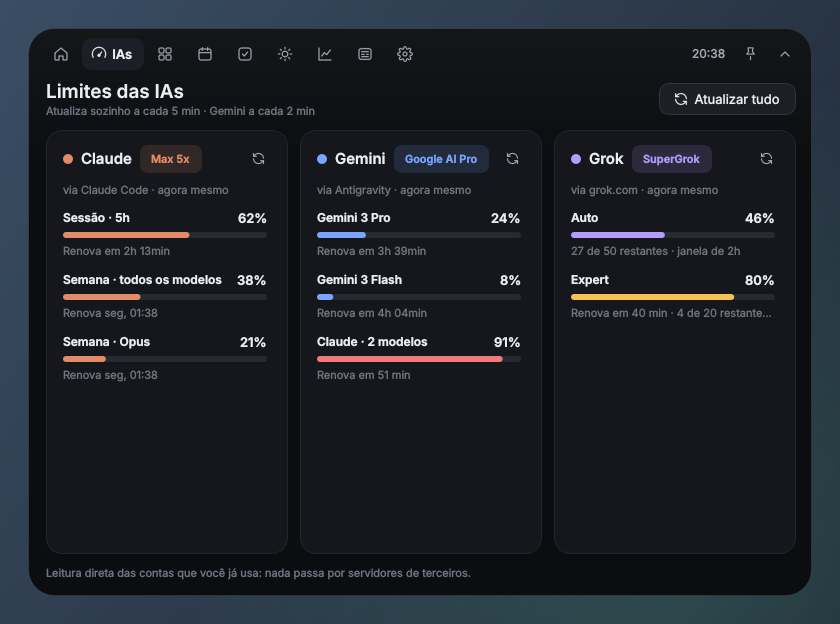 IAs
20:38
Limites das IAs
Atualiza sozinho a cada 5 min · Gemini a cada 2 min
Atualizar tudo
Claude
Max 5x
via Claude Code · agora mesmo
Sessão · 5h
62%
Renova em 2h 13min
Semana · todos os modelos
38%
Renova seg, 01:38
Semana · Opus
21%
Renova seg, 01:38
Gemini
Google AI Pro
via Antigravity · agora mesmo
Gemini 3 Pro
24%
Renova em 3h 39min
Gemini 3 Flash
8%
Renova em 4h 04min
Claude · 2 modelos
91%
Renova em 51 min
Grok
SuperGrok
via grok.com · agora mesmo
Auto
46%
27 de 50 restantes · janela de 2h
Expert
80%
Renova em 40 min · 4 de 20 restante...
Leitura direta das contas que você já usa: nada passa por servidores de terceiros.